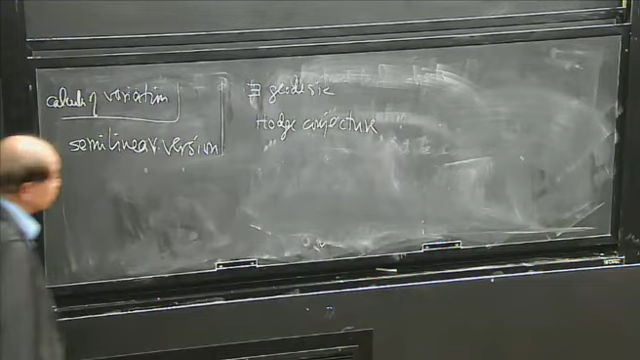 calculus of variation
semilinear version
∃ geodesic
Hodge conjecture